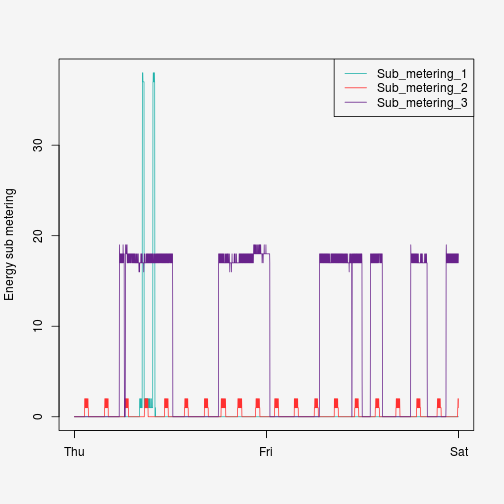 Sub_metering_1
Sub_metering_2
Sub_metering_3
Energy sub metering
30
20
10
0
Thu Fri Sat